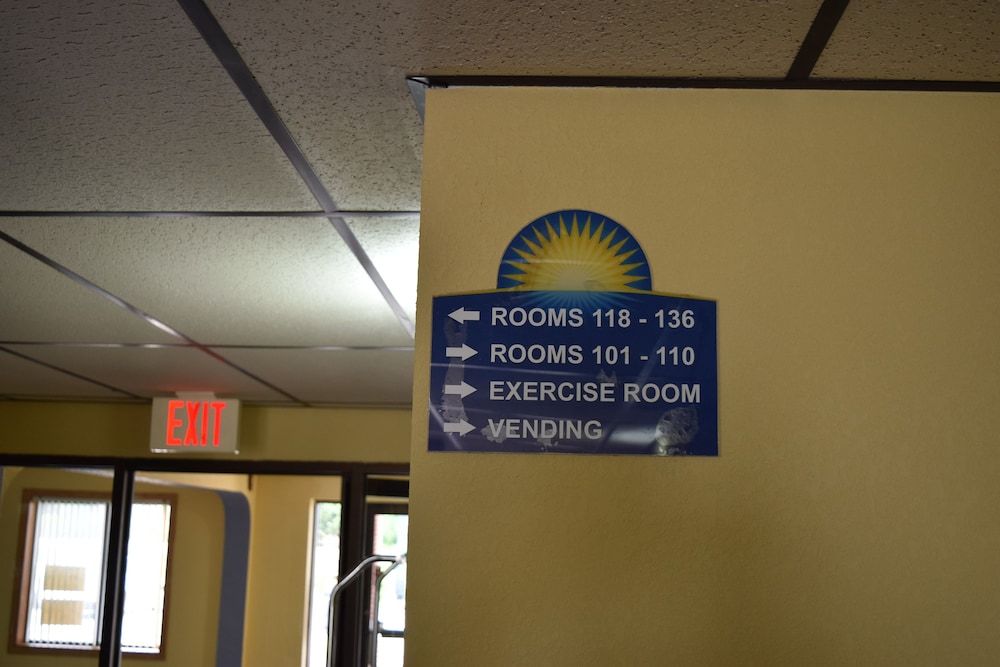 ROOMS 118 - 136
ROOMS 101 - 110
EXERCISE ROOM
VENDING
EXIT